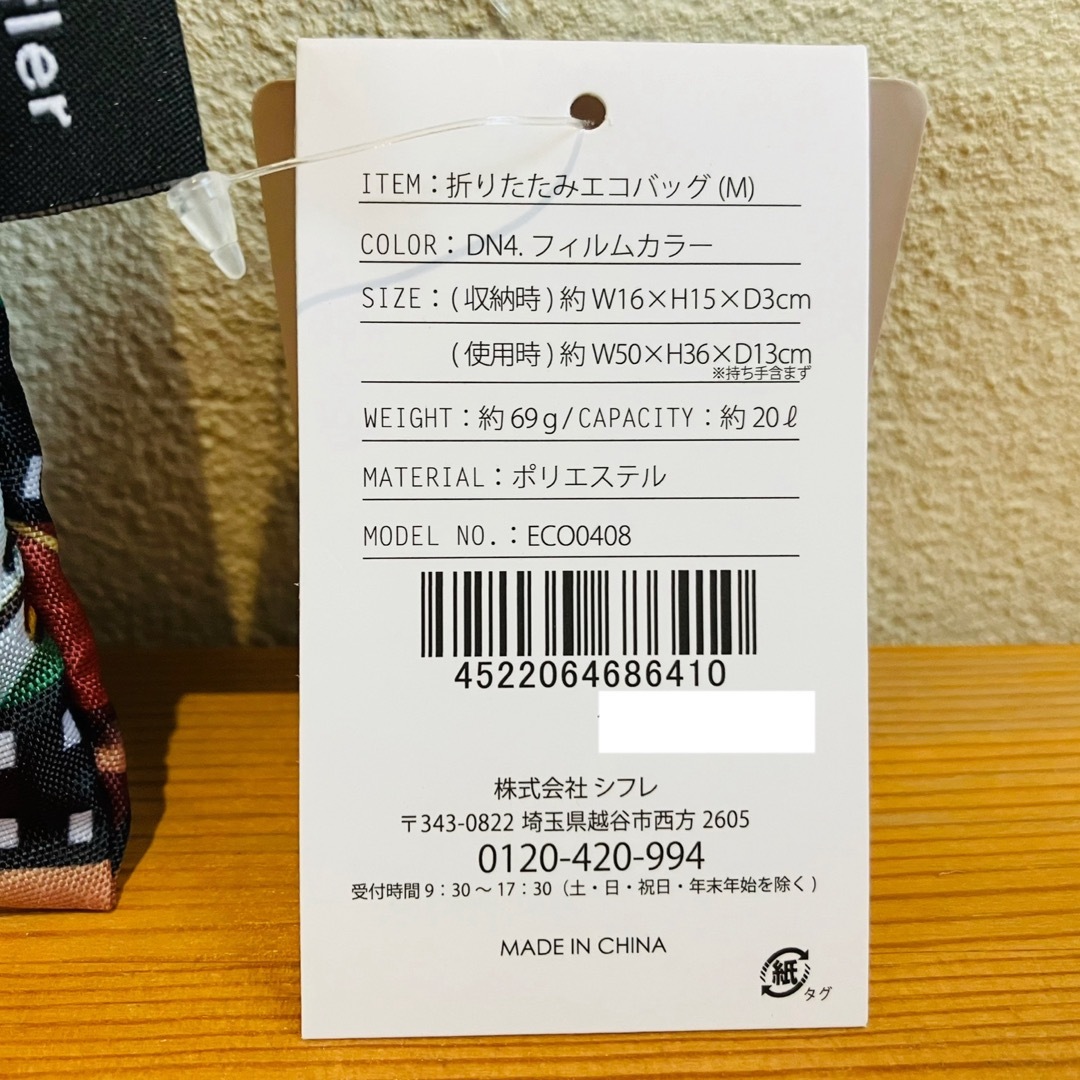 ITEM：折りたたみエコバッグ (M)
COLOR：DN4. フィルムカラー
SIZE：( 収納時 ) 約 W16×H15×D3cm
( 使用時 ) 約 W50×H36×D13cm
※持ち手含まず
WEIGHT：約 69 g / CAPACITY：約 20ℓ
MATERIAL：ポリエステル
MODEL NO.：ECO0408
4522064686410
株式会社 シフレ
〒343-0822 埼玉県越谷市西方 2605
0120-420-994
受付時間 9：30 ～ 17：30（土・日・祝日・年末年始を除く）
MADE IN CHINA
紙
タグ